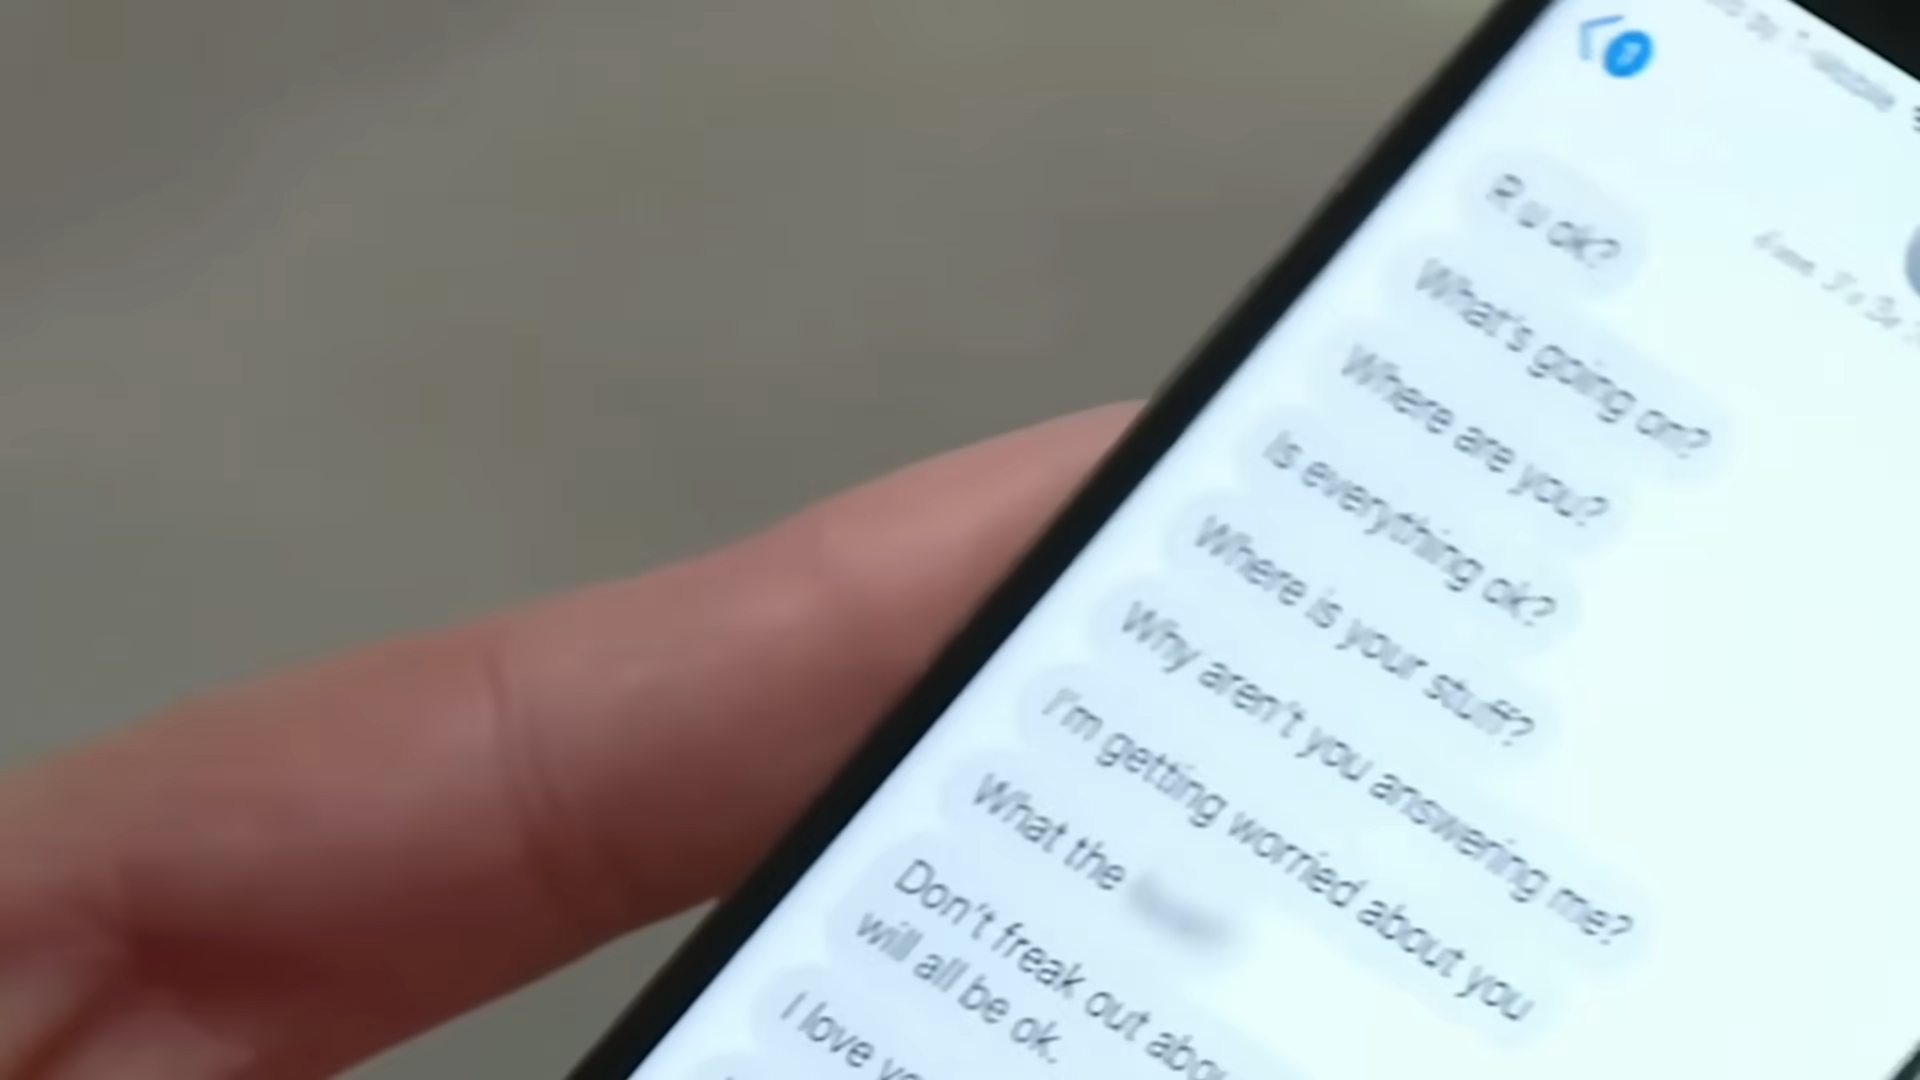 R u ok?
What's going on?
Where are you?
Is everything ok?
Where is your stuff?
Why aren't you answering me?
I'm getting worried about you
What the
Don't freak out
will all be ok.
I love